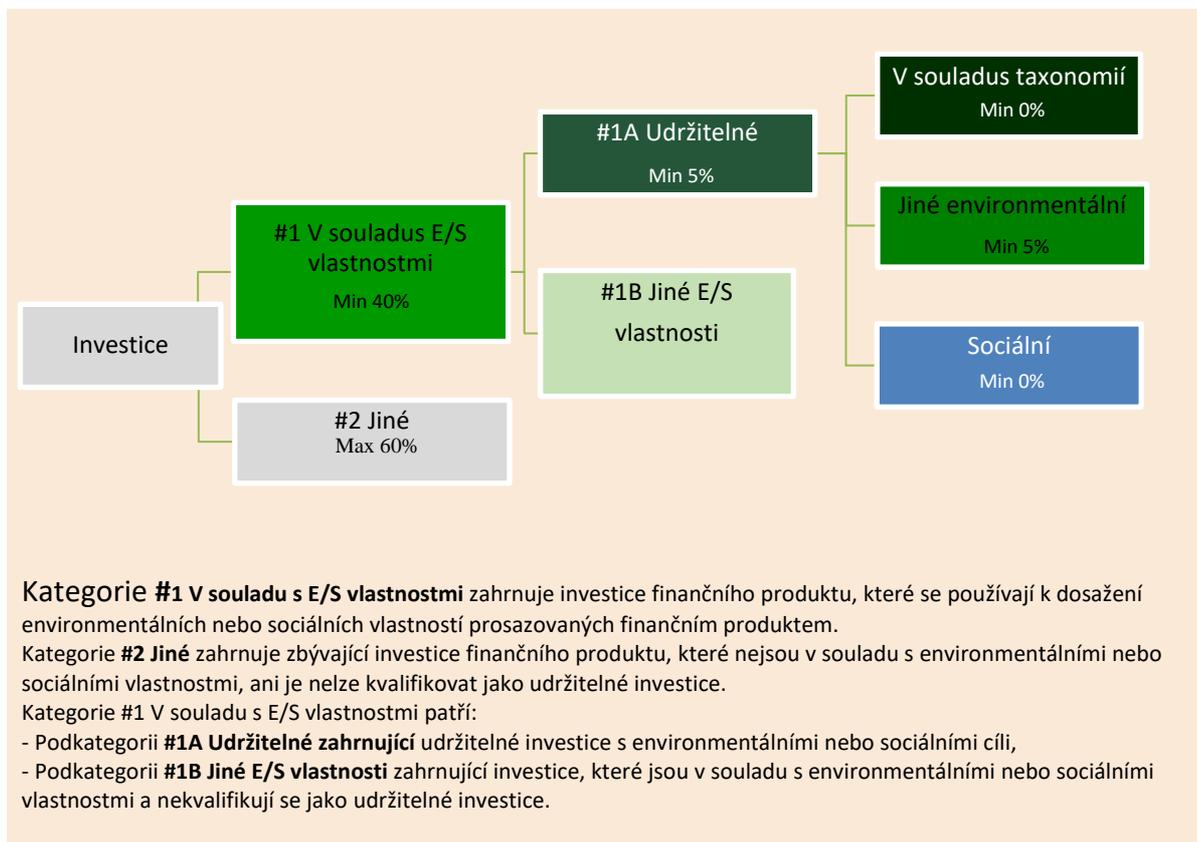 V souladus taxonomií
Min 0%
#1A Udržitelné
Min 5%
Jiné environmentální
Min 5%
#1 V souladus E/S
vlastnostmi
Min 40%
#1B Jiné E/S
vlastnosti
Investice
Sociální
Min 0%
#2 Jiné
Max 60%
Kategorie #1 V souladu s E/S vlastnostmi zahrnuje investice finančního produktu, které se používají k dosažení
environmentálních nebo sociálních vlastností prosazovaných finančním produktem.
Kategorie #2 Jiné zahrnuje zbývající investice finančního produktu, které nejsou v souladu s environmentálními nebo
sociálními vlastnostmi, ani je nelze kvalifikovat jako udržitelné investice.
Kategorie #1 V souladu s E/S vlastnostmi patří:
- Podkategorii #1A Udržitelné zahrnující udržitelné investice s environmentálními nebo sociálními cíli,
- Podkategorii #1B Jiné E/S vlastnosti zahrnující investice, které jsou v souladu s environmentálními nebo sociálními
vlastnostmi a nekvalifikují se jako udržitelné investice.